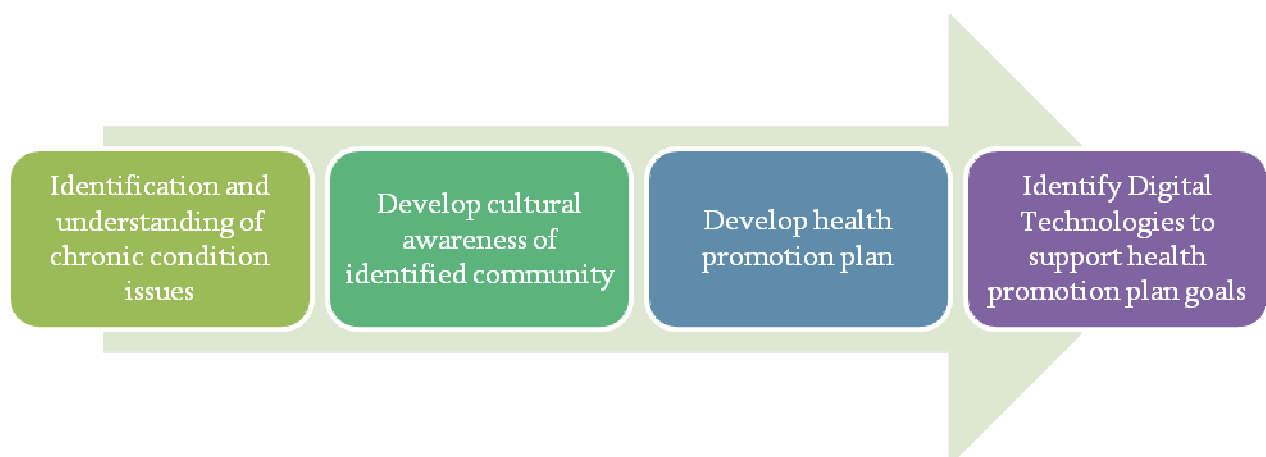 Identification and
understanding of
chronic condition
issues
Develop cultural
awareness of
identified community
Develop health
promotion plan
Identify Digital
Technologies to
support health
promotion plan goals